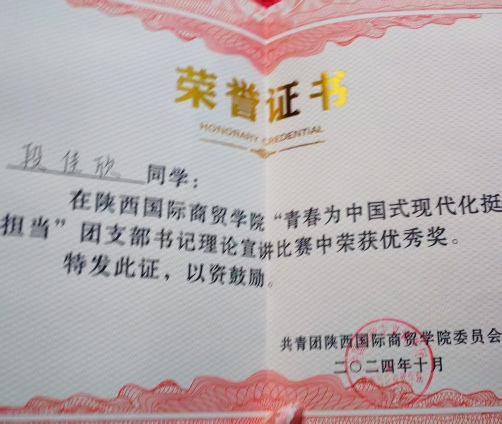 荣誉证书
HONORARY CREDENTIAL
段佳欣 同学：
在陕西国际商贸学院“青春为中国式现代化挺
担当”团支部书记理论宣讲比赛中荣获优秀奖。
特发此证，以资鼓励。
共青团陕西国际商贸学院委员会
二〇二四年十月